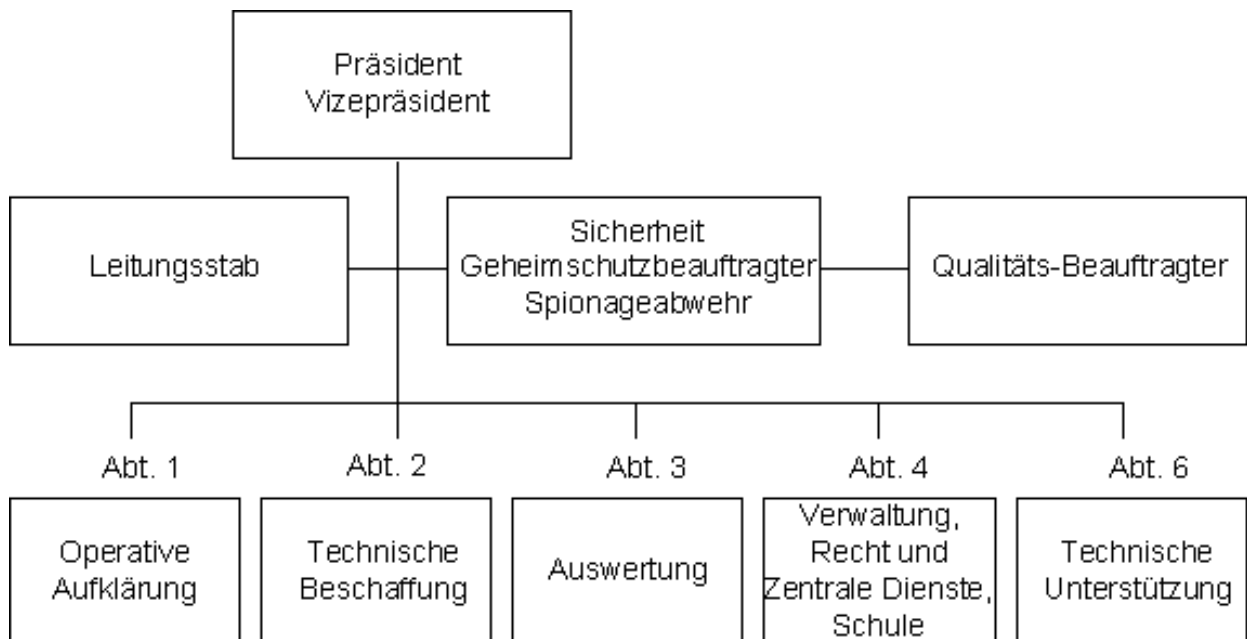 Präsident
Vizepräsident
Leitungsstab
Sicherheit
Geheimschutzbeauftragter
Spionageabwehr
Qualitäts-Beauftragter
Abt. 1
Abt. 2
Abt. 3
Abt. 4
Abt. 6
Operative
Aufklärung
Technische
Beschaffung
Auswertung
Verwaltung,
Recht und
Zentrale Dienste,
Schule
Technische
Unterstützung